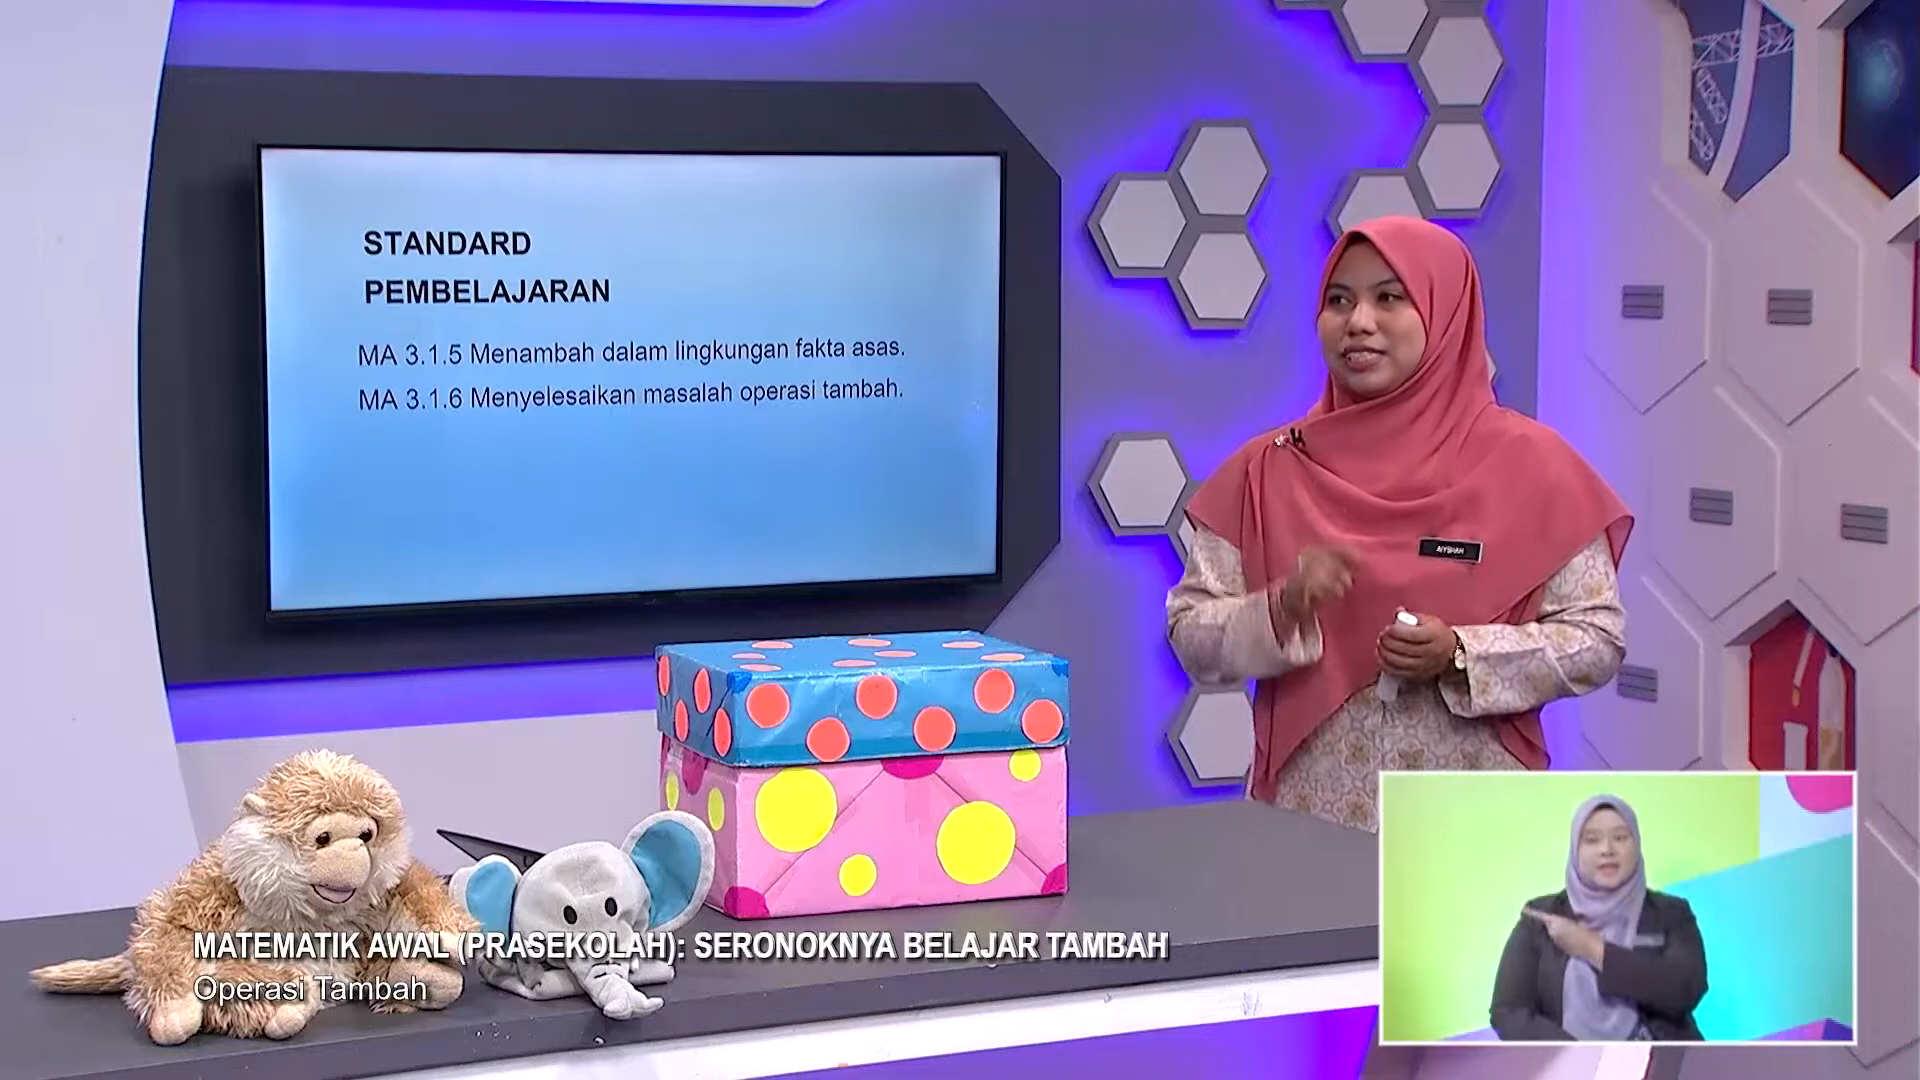 STANDARD
PEMBELAJARAN
MA 3.1.5 Menambah dalam lingkungan fakta asas.
MA 3.1.6 Menyelesaikan masalah operasi tambah.
AIYSHAH
MATEMATIK AWAL (PRASEKOLAH): SERONOKNYA BELAJAR TAMBAH
Operasi Tambah